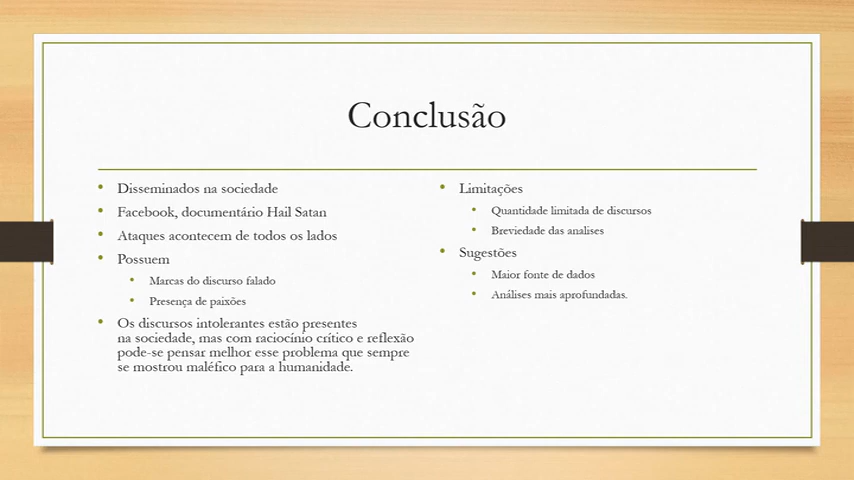 Conclusão
Disseminados na sociedade
Facebook, documentário Hail Satan
Ataques acontecem de todos os lados
Possuem
Marcas do discurso falado
Presença de paixões
Os discursos intolerantes estão presentes
na sociedade, mas com raciocínio crítico e reflexão
pode-se pensar melhor esse problema que sempre
se mostrou maléfico para a humanidade.
Limitações
Quantidade limitada de discursos
Breviedade das analises
Sugestões
Maior fonte de dados
Análises mais aprofundadas.